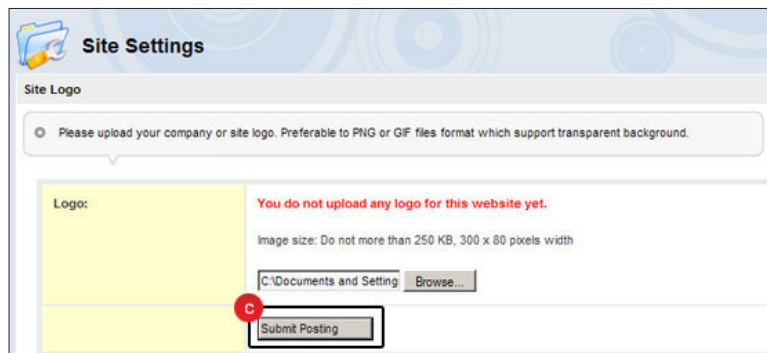 Site Settings
Site Logo
Please upload your company or site logo. Preferable to PNG or GIF files format which support transparent background.
Logo:
You do not upload any logo for this website yet.
Image size: Do not more than 250 KB, 300 x 80 pixels width
C:\Documents and Setting
Browse...
C
Submit Posting